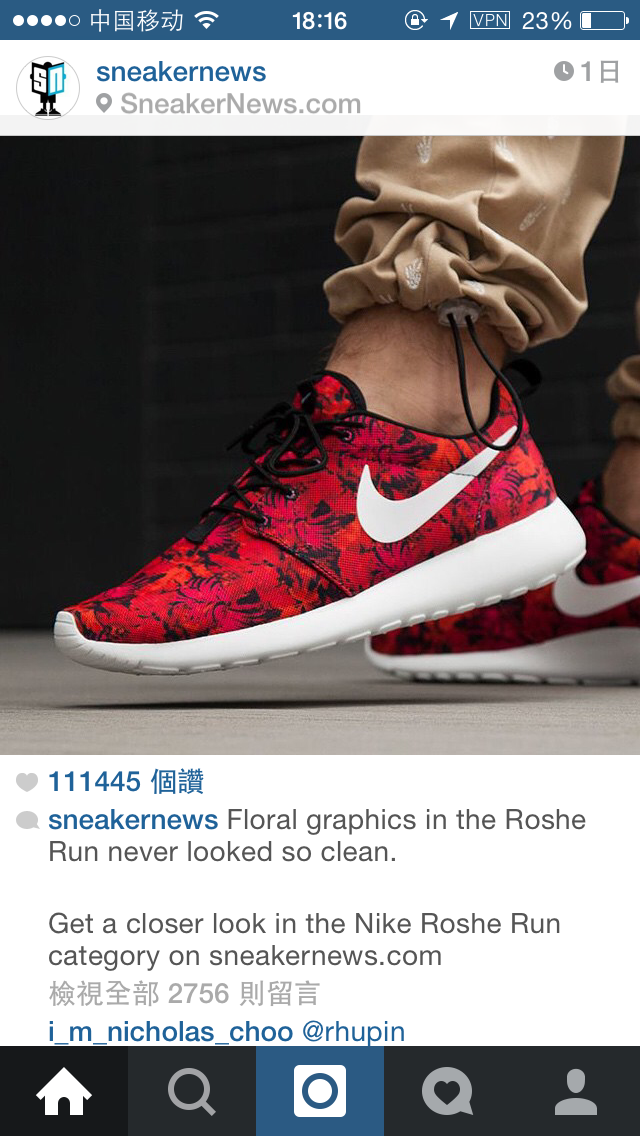 中国移动 18:16 VPN 23%
sneakernews 1日
SneakerNews.com
SN
111445 個讚
sneakernews Floral graphics in the Roshe
Run never looked so clean.
Get a closer look in the Nike Roshe Run
category on sneakernews.com
檢視全部 2756 則留言
i_m_nicholas_choo @rhupin